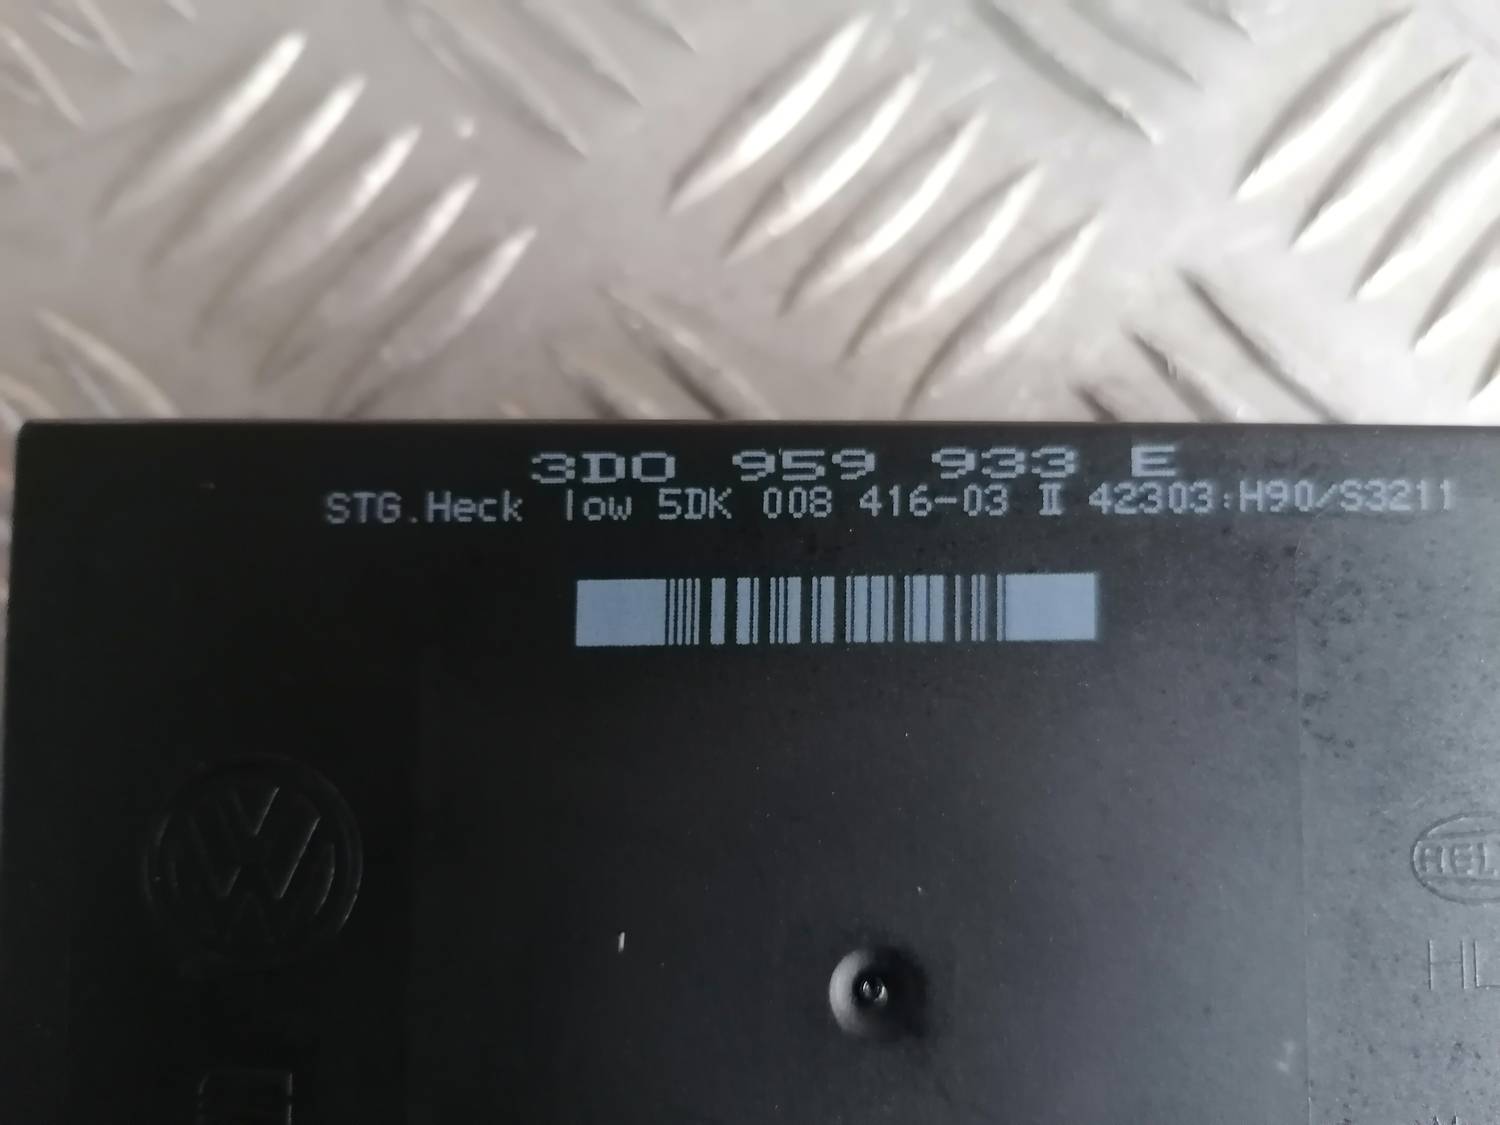 3D0 959 933 E
STG.Heck low 5DK 008 416-03 II 42303:H90/S3211